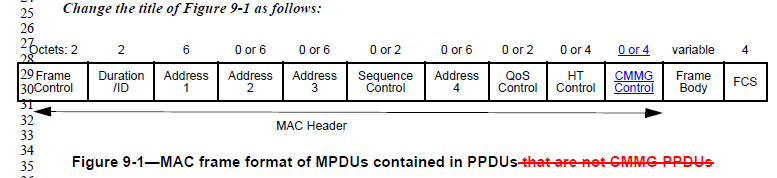 25
Change the title of Figure 9-1 as follows:
26
27
Octets: 2 2 6 0 or 6 0 or 6 0 or 2 0 or 6 0 or 2 0 or 4 0 or 4 variable 4
28
29 Frame Duration Address Address Address Sequence Address QoS HT CMMG Frame FCS
30 Control /ID 1 2 3 Control 4 Control Control Control Body
31
32
MAC Header
33
34
Figure 9-1—MAC frame format of MPDUs contained in PPDUs that are not CMMG PPDUs
35